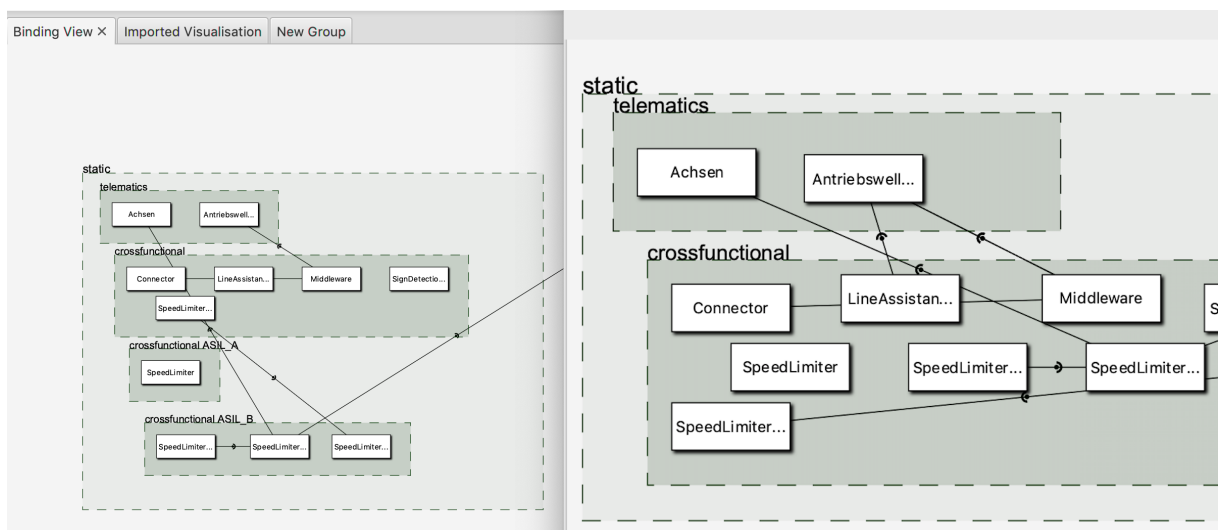 Binding View ×
Imported Visualisation
New Group
static
telematics
Achsen
Antriebswell...
crossfunctional
Connector
LineAssistan...
Middleware
SignDetectio...
SpeedLimiter...
crossfunctional ASIL_A
SpeedLimiter
crossfunctional ASIL_B
SpeedLimiter...
SpeedLimiter...
SpeedLimiter...
static
telematics
Achsen
Antriebswell...
crossfunctional
Connector
LineAssistan...
Middleware
S
SpeedLimiter
SpeedLimiter...
SpeedLimiter...
SpeedLimiter...